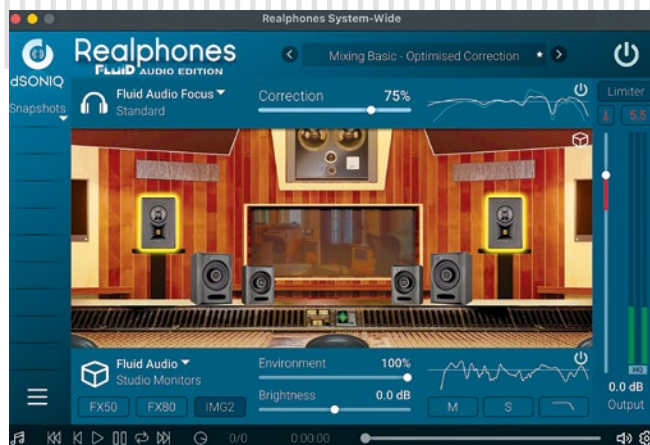 Realphones System-Wide
dSONIQ
Realphones
FLUID AUDIO EDITION
Mixing Basic - Optimised Correction
Snapshots
Fluid Audio Focus
Standard
Correction 75%
Limiter
5.5
Fluid Audio
Studio Monitors
FX50 FX80 IMG2
Environment 100%
Brightness 0.0 dB
M S
HQ
0.0 dB
Output
0/0 0:00:00